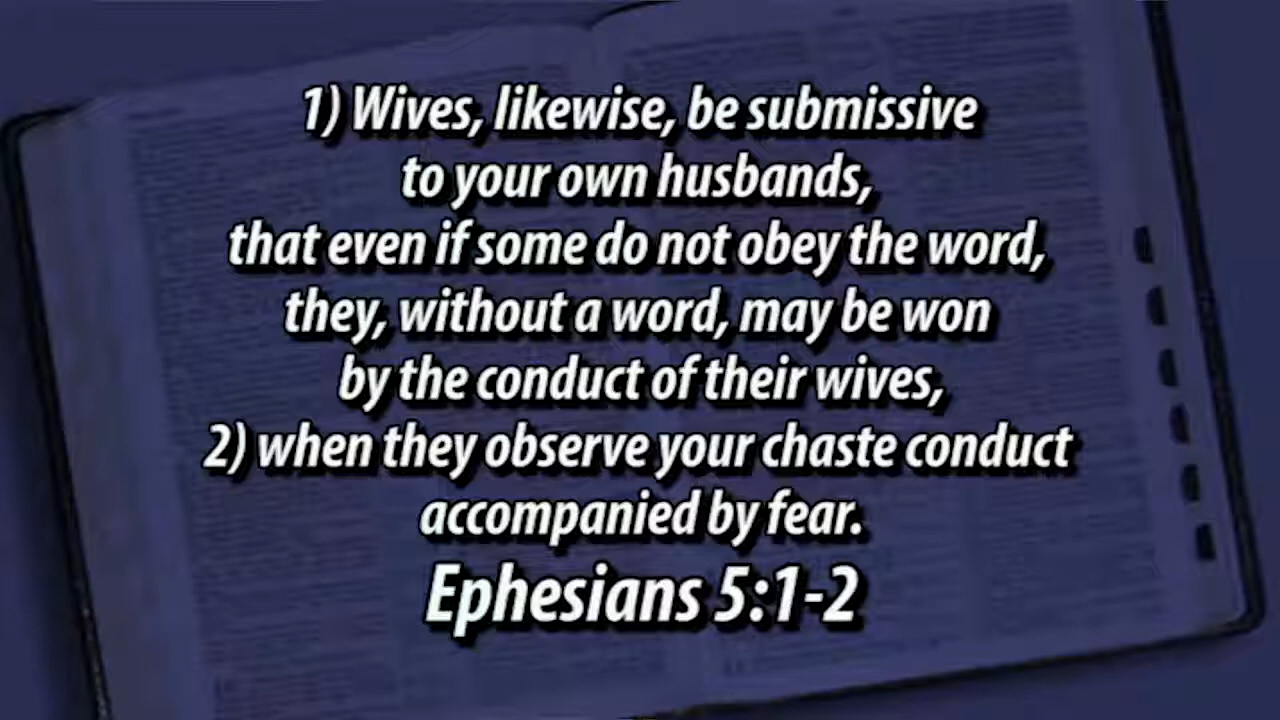 1) Wives, likewise, be submissive
to your own husbands,
that even if some do not obey the word,
they, without a word, may be won
by the conduct of their wives,
2) when they observe your chaste conduct
accompanied by fear.
Ephesians 5:1-2